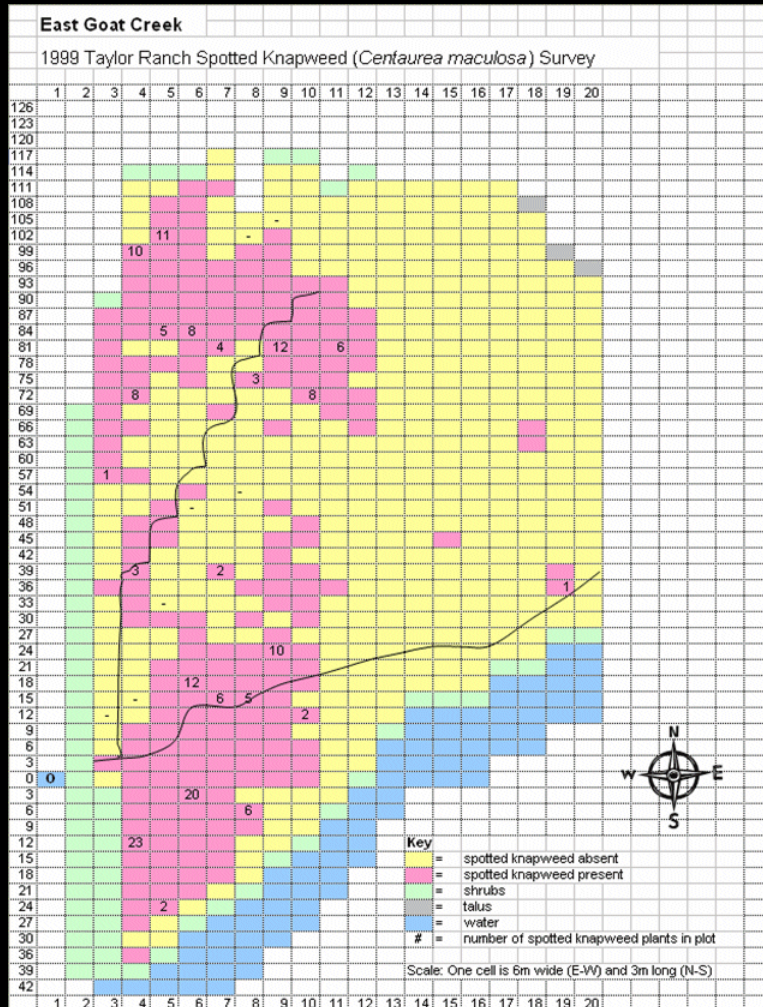 East Goat Creek
1999 Taylor Ranch Spotted Knapweed (Centaurea maculosa) Survey
1 2 3 4 5 6 7 8 9 10 11 12 13 14 15 16 17 18 19 20
126
123
120
117
114
111
108
105 -
102 11 -
99 10
96
93
90
87
84 5 8
81 4 12 6
78
75 3
72 8 8
69
66
63
60
57 1
54 -
51 -
48
45
42
39 3 2
36 1
33 -
30
27
24 10
21
18 12
15 - 6 5
12 - 2
9
6 N
3
0 0 W E
3 20
6 8 S
9
12 23 Key
15 = spotted knapweed absent
18 = spotted knapweed present
21 = shrubs
24 2 = talus
27 = water
30 # = number of spotted knapweed plants in plot
36
39 Scale: One cell is 6m wide (E-W) and 3m long (N-S)
42
1 2 3 4 5 6 7 8 9 10 11 12 13 14 15 16 17 18 19 20